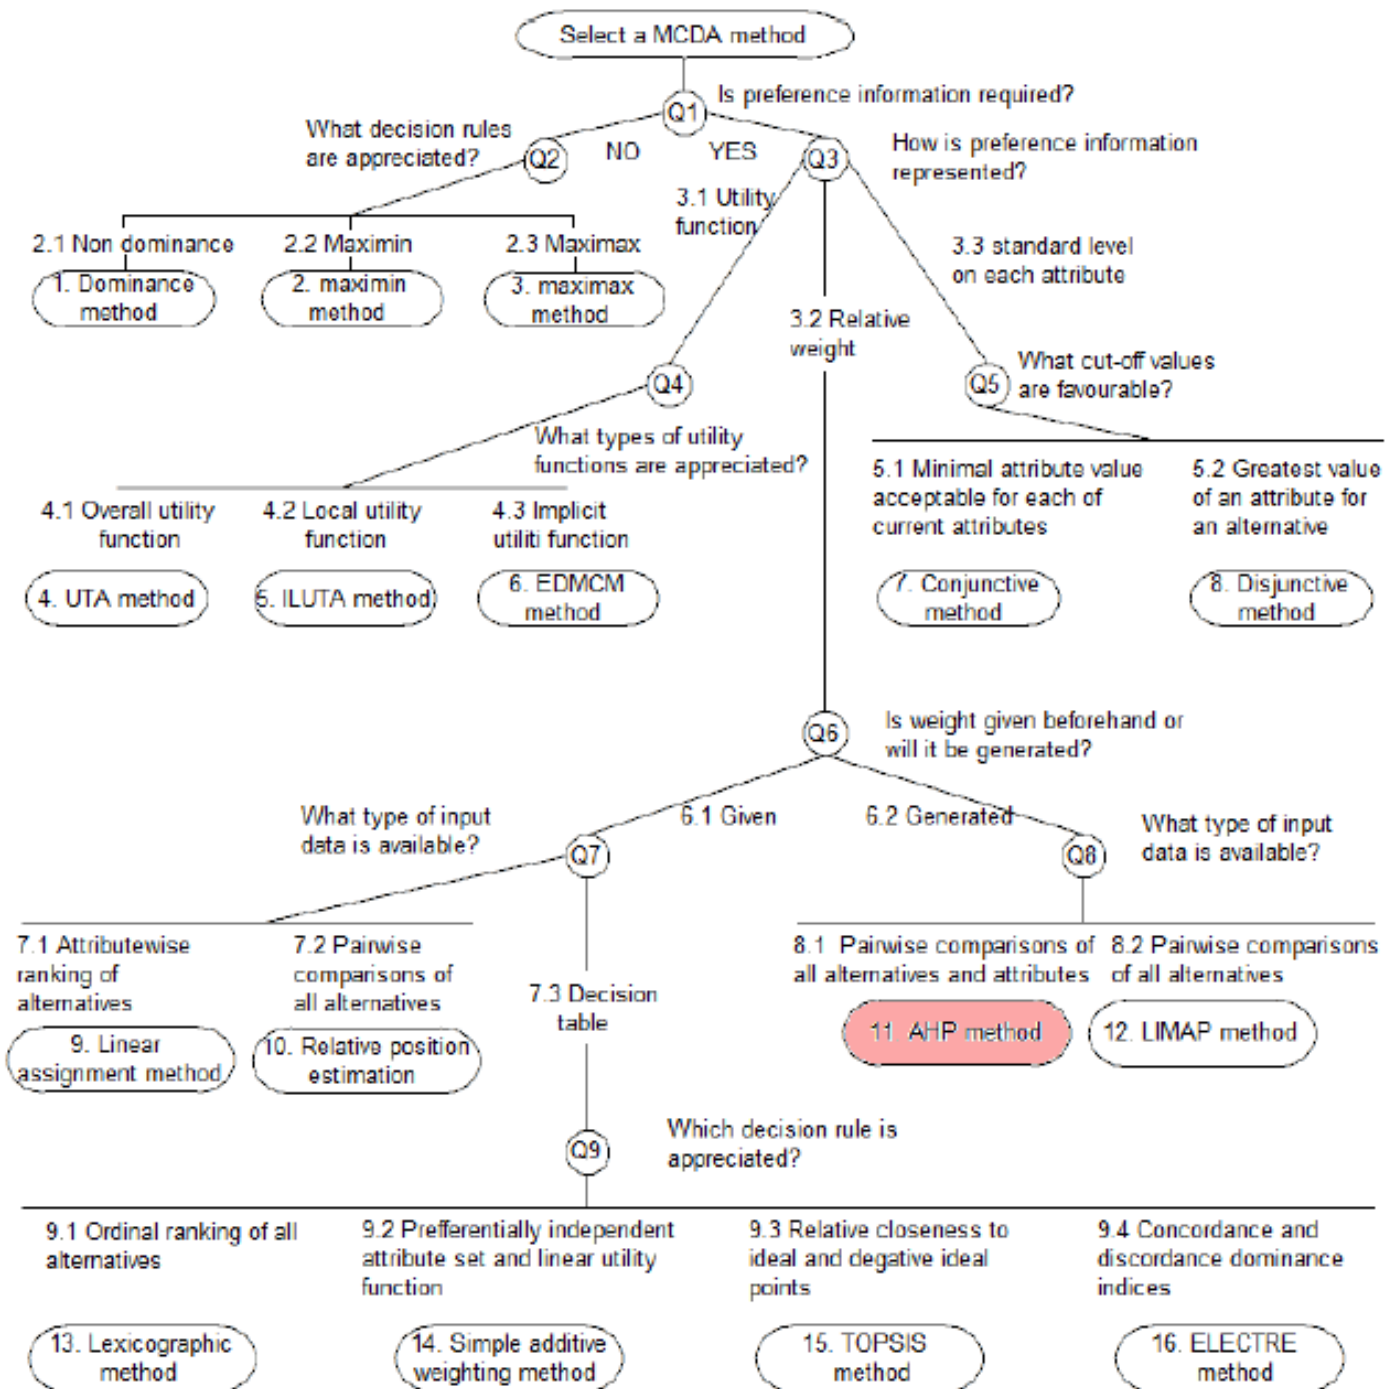 Select a MCDA method
Is preference information required?
Q1
What decision rules
are appreciated?
Q2
NO
YES
Q3
How is preference information
represented?
3.1 Utility
function
2.1 Non dominance
2.2 Maximin
2.3 Maximax
3.3 standard level
on each attribute
1. Dominance
method
2. maximin
method
3. maximax
method
3.2 Relative
weight
Q4
Q5
What cut-off values
are favourable?
What types of utility
functions are appreciated?
5.1 Minimal attribute value
acceptable for each of
current attributes
5.2 Greatest value
of an attribute for
an alternative
4.1 Overall utility
function
4.2 Local utility
function
4.3 Implicit
utiliti function
4. UTA method
5. ILUTA method
6. EDMCM
method
7. Conjunctive
method
8. Disjunctive
method
Q6
Is weight given beforehand or
will it be generated?
6.1 Given
6.2 Generated
What type of input
data is available?
Q7
Q8
What type of input
data is available?
7.1 Attributewise
ranking of
alternatives
7.2 Pairwise
comparisons of
all alternatives
7.3 Decision
table
8.1 Pairwise comparisons of
all alternatives and attributes
8.2 Pairwise comparisons
of all alternatives
9. Linear
assignment method
10. Relative position
estimation
11. AHP method
12. LIMAP method
Q9
Which decision rule is
appreciated?
9.1 Ordinal ranking of all
alternatives
9.2 Prefferentially independent
attribute set and linear utility
function
9.3 Relative closeness to
ideal and degative ideal
points
9.4 Concordance and
discordance dominance
indices
13. Lexicographic
method
14. Simple additive
weighting method
15. TOPSIS
method
16. ELECTRE
method